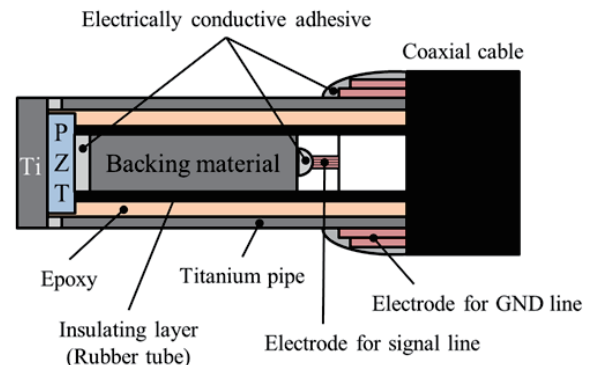 Electrically conductive adhesive
Coaxial cable
Ti
P
Z
T
Backing material
Epoxy
Titanium pipe
Electrode for GND line
Insulating layer
(Rubber tube)
Electrode for signal line